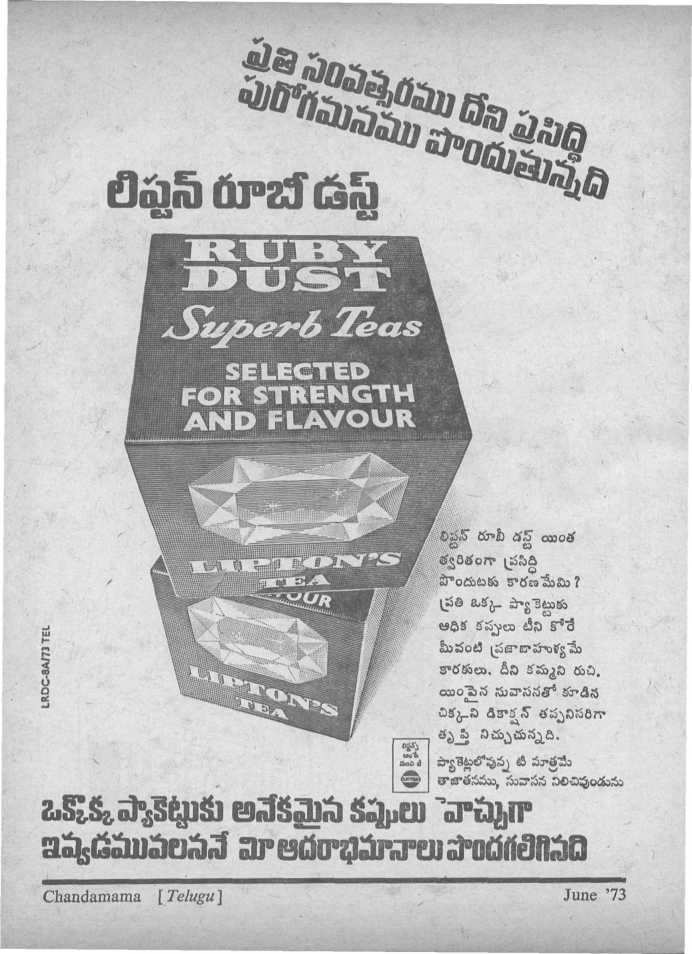 ప్రతి సంవత్సరము దీని ప్రసిద్ధి
పురోగమనము పొందుతున్నది
లిప్టన్ రూబీ డస్ట్
RUBY
DUST
Superb Teas
SELECTED
FOR STRENGTH
AND FLAVOUR
LIPTON'S
TEA
VOUR
LIPTON'S
TEA
లిప్టన్ రూబీ డస్ట్ యింత
త్వరితంగా ప్రసిద్ధి
పొందుటకు కారణమేమి?
ప్రతి ఒక్క ప్యాకెట్టుకు
అధిక కప్పులు టీని కోరే
మీవంటి ప్రజాబాహుళ్యమే
కారకులు. దీని కమ్మని రుచి.
యింపైన సువాసనతో కూడిన
చిక్కని డికాక్షన్ తప్పనిసరిగా
తృప్తి నిచ్చుచున్నది.
ప్యాకెట్లలోవున్న టీ మాత్రమే
తాజాతనము, సువాసన నిలిచివుండును
LRDC-8A/73 TEL
ఒక్కొక్క ప్యాకెట్టుకు అనేకమైన కప్పులు వాచ్చుగా
ఇవ్వడమువలననే మీ ఆదరాభిమానాలు పొందగలిగినది
Chandamama [Telugu]
June '73